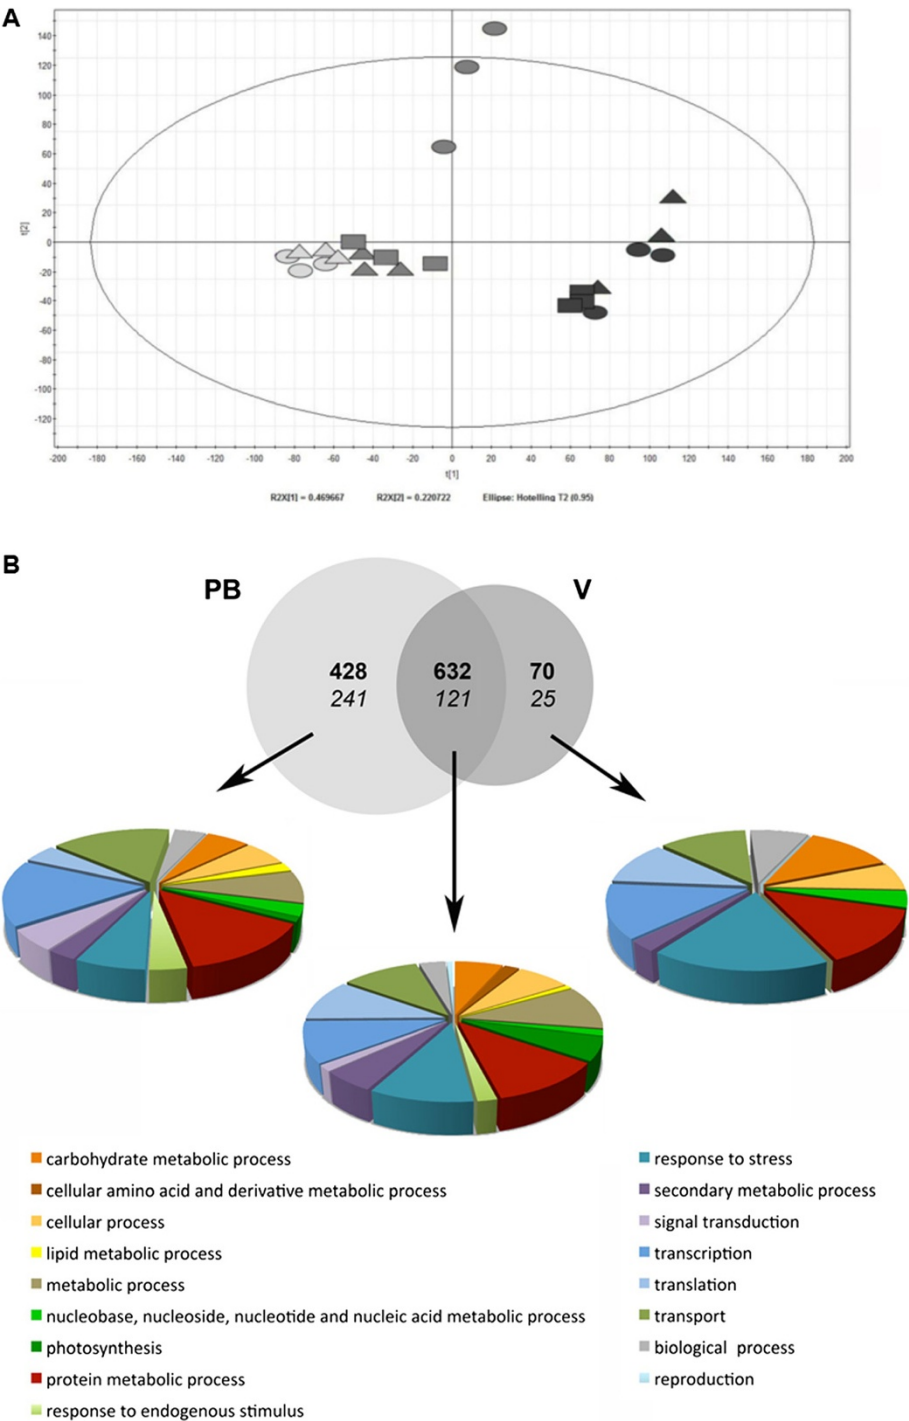 A
140
120
100
80
60
40
20
0
-20
-40
-60
-80
-100
-120
t[2]
-200 -180 -160 -140 -120 -100 -80 -60 -40 -20 0 20 40 60 80 100 120 140 160 180 200
t[1]
R2X[1] = 0.469667 R2X[2] = 0.220722 Ellipse: Hotelling T2 (0.95)
B
PB V
428 632 70
241 121 25
carbohydrate metabolic process
cellular amino acid and derivative metabolic process
cellular process
lipid metabolic process
metabolic process
nucleobase, nucleoside, nucleotide and nucleic acid metabolic process
photosynthesis
protein metabolic process
response to endogenous stimulus
response to stress
secondary metabolic process
signal transduction
transcription
translation
transport
biological process
reproduction